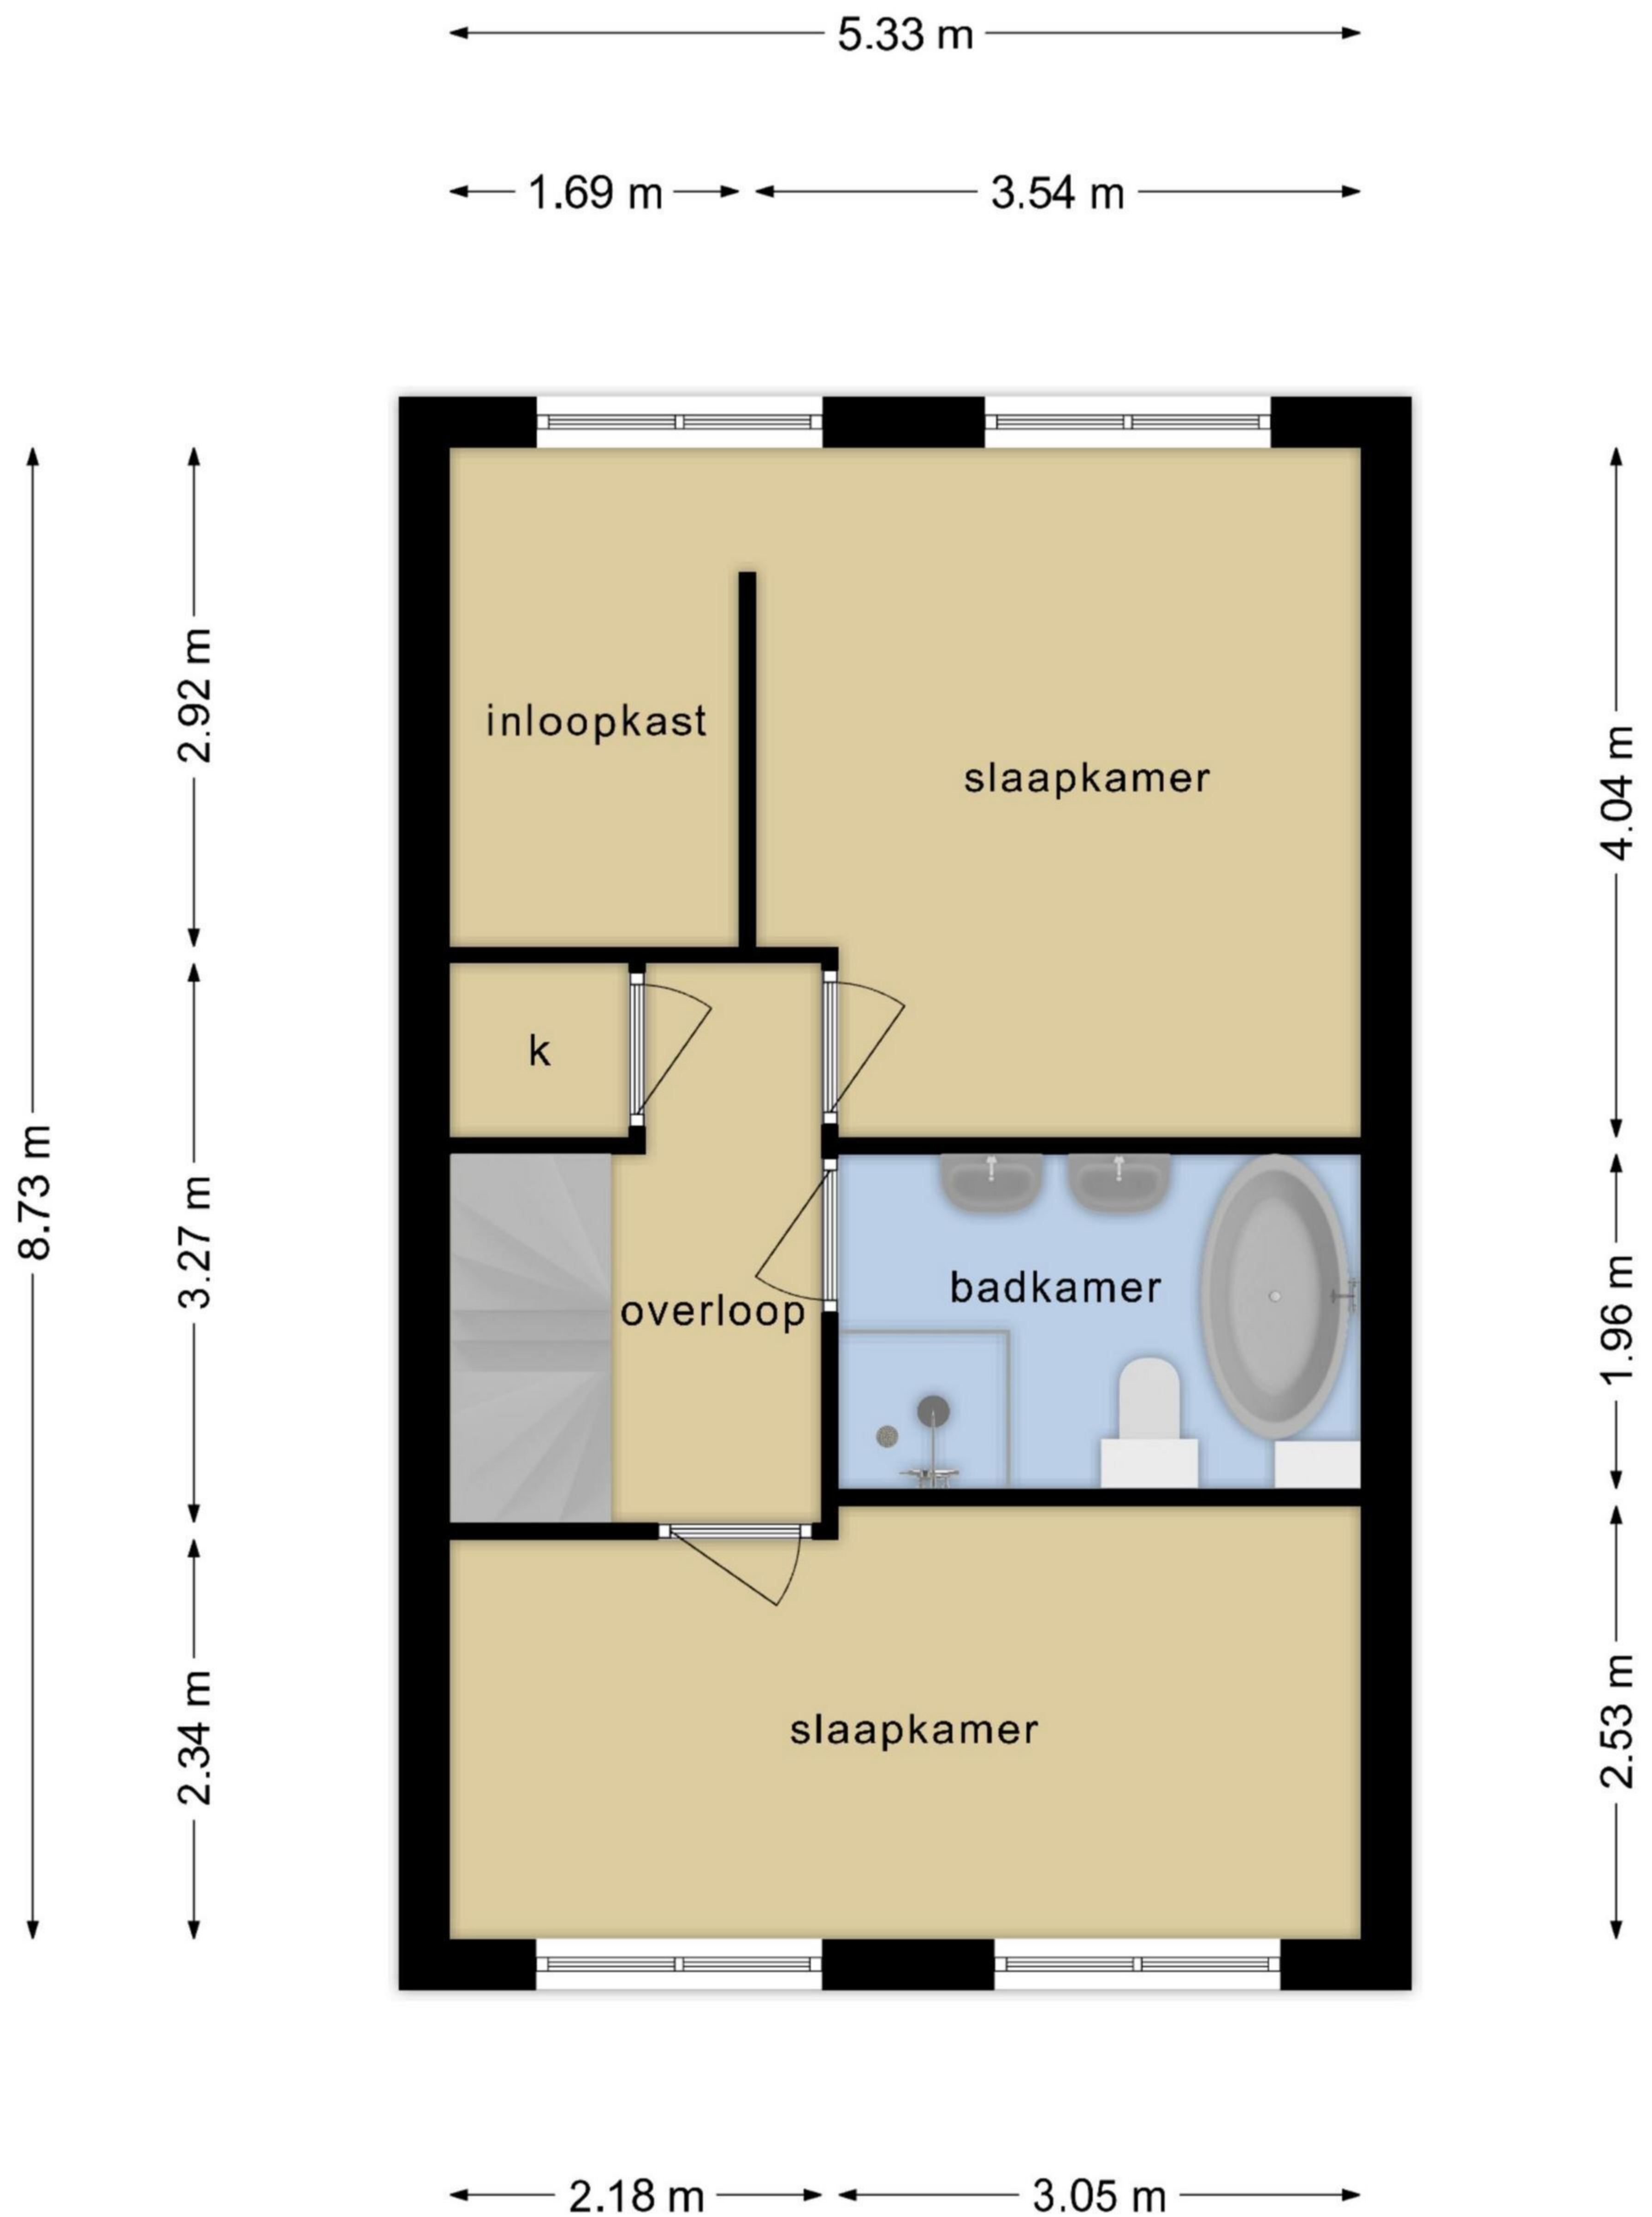 5.33 m
1.69 m
3.54 m
2.92 m
4.04 m
inloopkast
slaapkamer
k
8.73 m
3.27 m
badkamer
overloop
1.96 m
2.34 m
slaapkamer
2.53 m
2.18 m
3.05 m